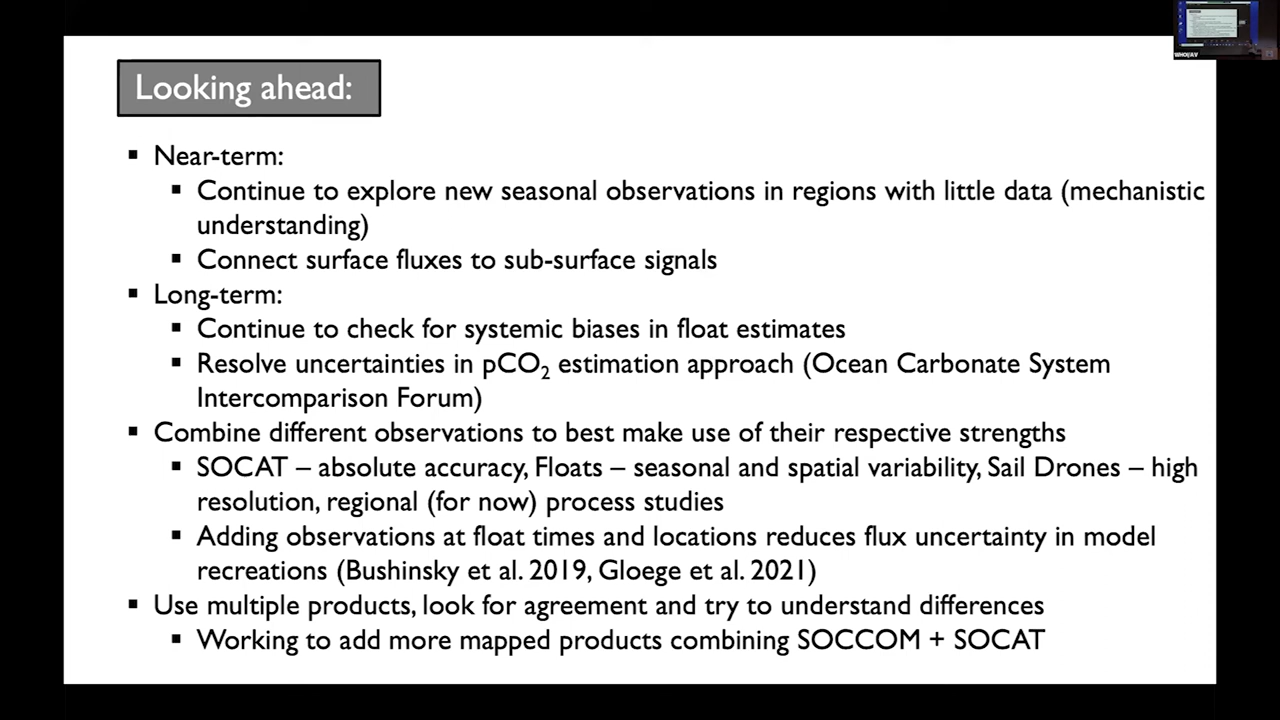 Looking ahead:
▪ Near-term:
▪ Continue to explore new seasonal observations in regions with little data (mechanistic
understanding)
▪ Connect surface fluxes to sub-surface signals
▪ Long-term:
▪ Continue to check for systemic biases in float estimates
▪ Resolve uncertainties in pCO₂ estimation approach (Ocean Carbonate System
Intercomparison Forum)
▪ Combine different observations to best make use of their respective strengths
▪ SOCAT – absolute accuracy, Floats – seasonal and spatial variability, Sail Drones – high
resolution, regional (for now) process studies
▪ Adding observations at float times and locations reduces flux uncertainty in model
recreations (Bushinsky et al. 2019, Gloege et al. 2021)
▪ Use multiple products, look for agreement and try to understand differences
▪ Working to add more mapped products combining SOCCOM + SOCAT